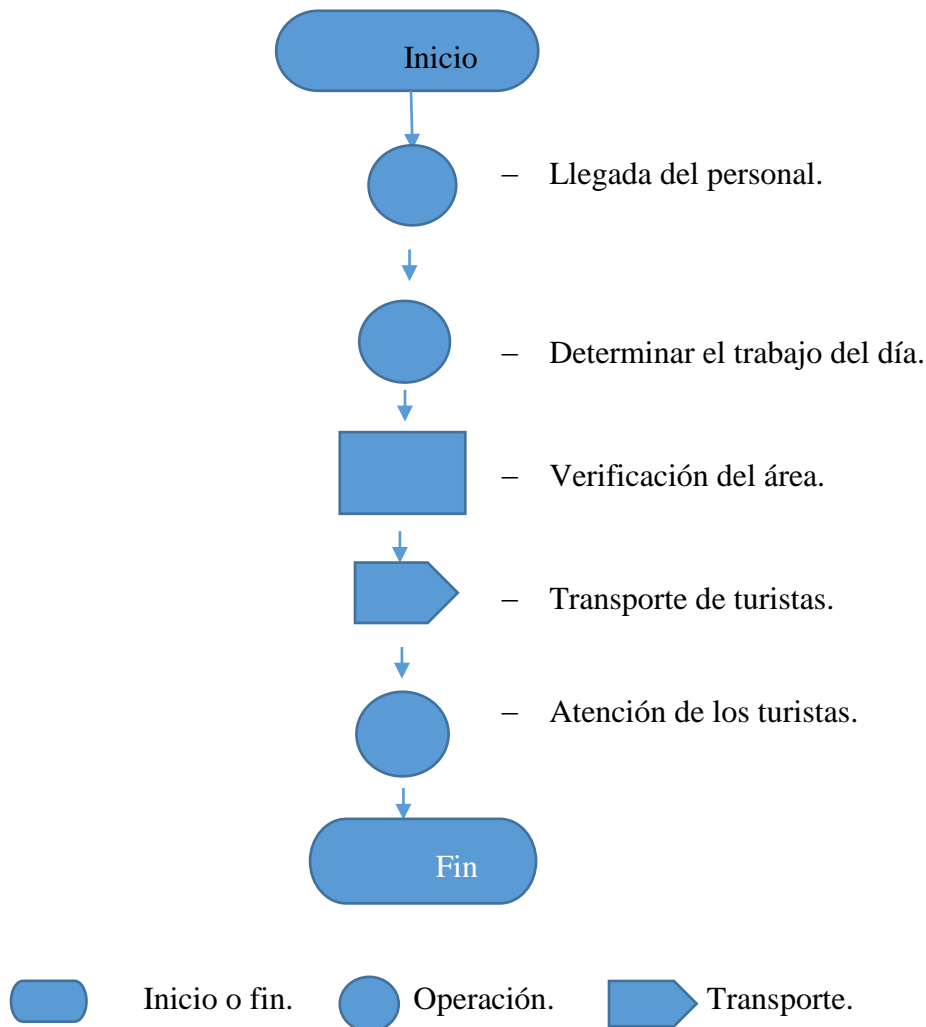 Inicio
– Llegada del personal.
– Determinar el trabajo del día.
– Verificación del área.
– Transporte de turistas.
– Atención de los turistas.
Fin
Inicio o fin. Operación. Transporte.